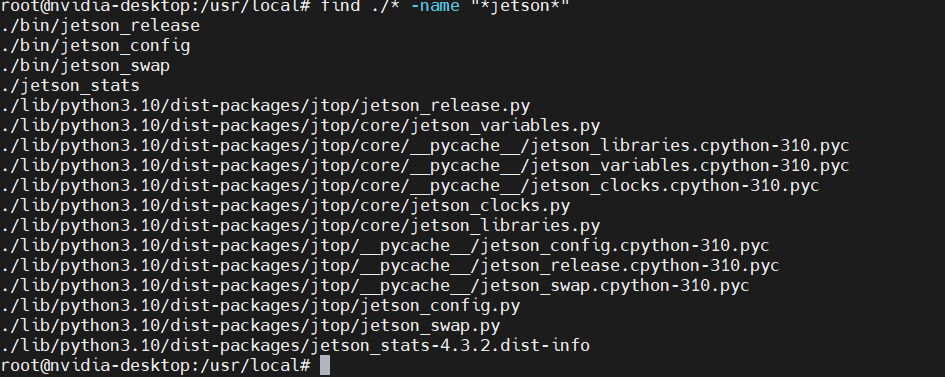 root@nvidia-desktop:/usr/local# find ./* -name "*jetson*"
./bin/jetson_release
./bin/jetson_config
./bin/jetson_swap
./jetson_stats
./lib/python3.10/dist-packages/jtop/jetson_release.py
./lib/python3.10/dist-packages/jtop/core/jetson_variables.py
./lib/python3.10/dist-packages/jtop/core/__pycache__/jetson_libraries.cpython-310.pyc
./lib/python3.10/dist-packages/jtop/core/__pycache__/jetson_variables.cpython-310.pyc
./lib/python3.10/dist-packages/jtop/core/__pycache__/jetson_clocks.cpython-310.pyc
./lib/python3.10/dist-packages/jtop/core/jetson_clocks.py
./lib/python3.10/dist-packages/jtop/core/jetson_libraries.py
./lib/python3.10/dist-packages/jtop/__pycache__/jetson_config.cpython-310.pyc
./lib/python3.10/dist-packages/jtop/__pycache__/jetson_release.cpython-310.pyc
./lib/python3.10/dist-packages/jtop/__pycache__/jetson_swap.cpython-310.pyc
./lib/python3.10/dist-packages/jtop/jetson_config.py
./lib/python3.10/dist-packages/jtop/jetson_swap.py
./lib/python3.10/dist-packages/jetson_stats-4.3.2.dist-info
root@nvidia-desktop:/usr/local#